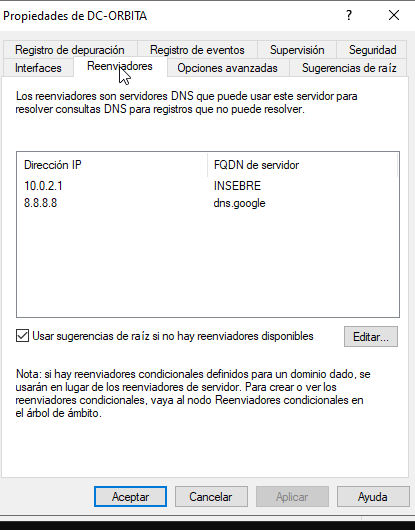 Propiedades de DC-ORBITA ? ×
Registro de depuración Registro de eventos Supervisión Seguridad
Interfaces Reenviadores Opciones avanzadas Sugerencias de raíz
Los reenviadores son servidores DNS que puede usar este servidor para
resolver consultas DNS para registros que no puede resolver.
Dirección IP FQDN de servidor
10.0.2.1 INSEBRE
8.8.8.8 dns.google
Usar sugerencias de raíz si no hay reenviadores disponibles Editar...
Nota: si hay reenviadores condicionales definidos para un dominio dado, se
usarán en lugar de los reenviadores de servidor. Para crear o ver los
reenviadores condicionales, vaya al nodo Reenviadores condicionales en
el árbol de ámbito.
Aceptar Cancelar Aplicar Ayuda